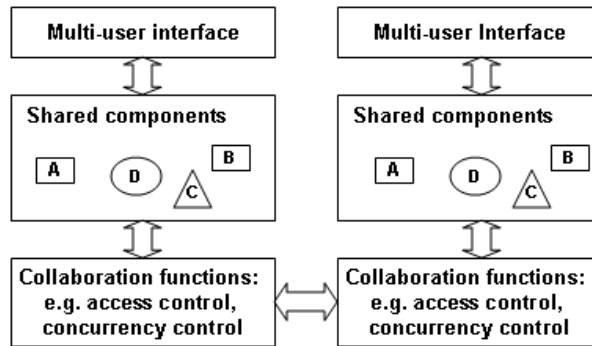 Multi-user interface
Shared components
A
D
B
C
Collaboration functions:
e.g. access control,
concurrency control
Multi-user Interface
Shared components
A
D
B
C
Collaboration functions:
e.g. access control,
concurrency control